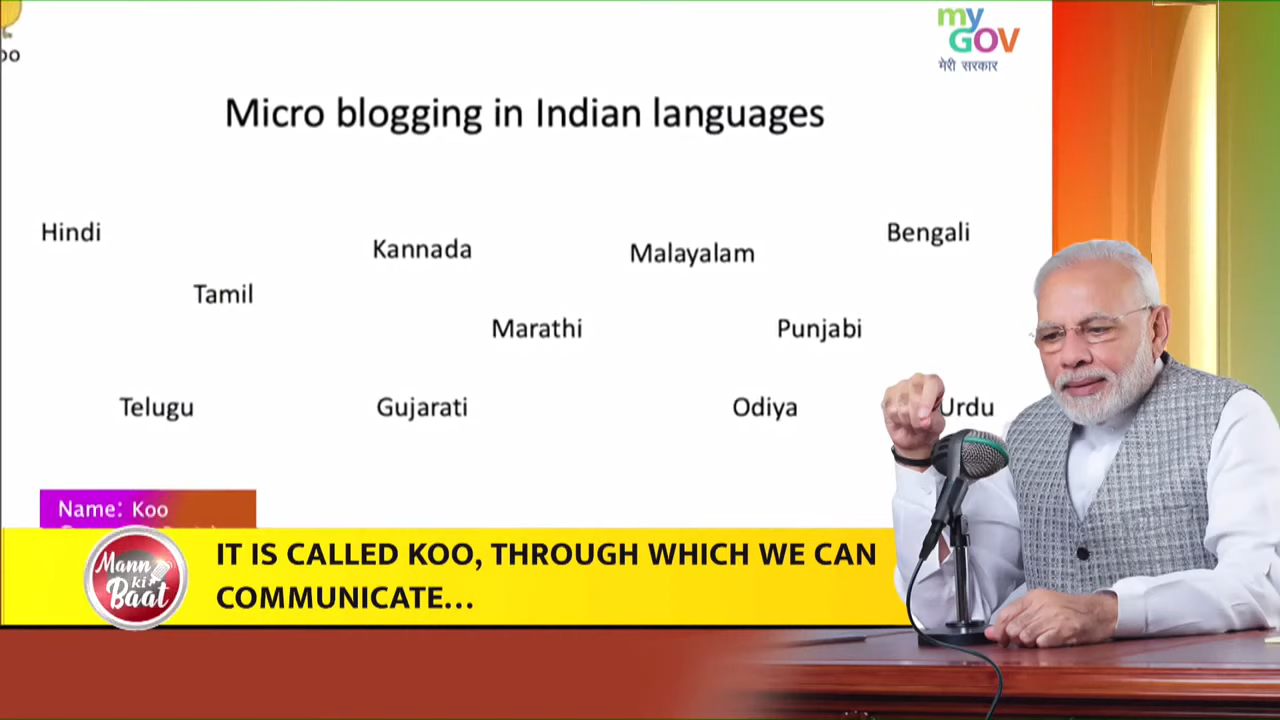 oo
my
GOV
मेरी सरकार
Micro blogging in Indian languages
Hindi
Kannada
Malayalam
Bengali
Tamil
Marathi
Punjabi
Telugu
Gujarati
Odiya
Urdu
Name: Koo
Mann
ki
Baat
IT IS CALLED KOO, THROUGH WHICH WE CAN
COMMUNICATE...